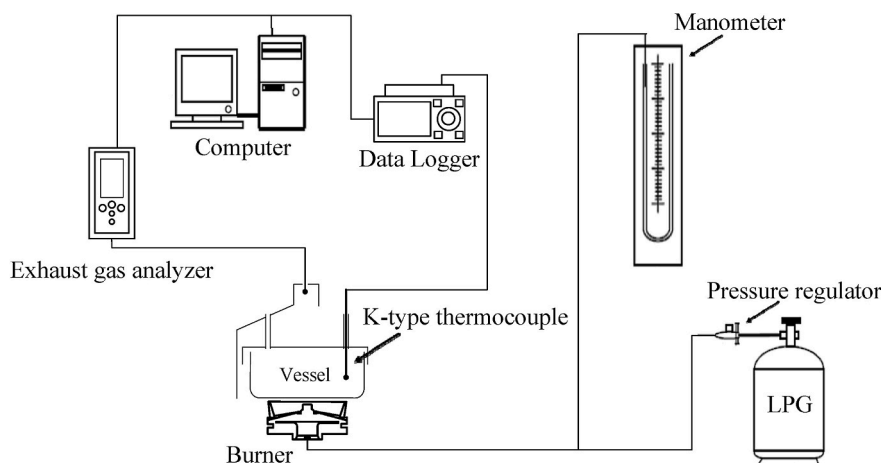 Manometer
Computer
Data Logger
Exhaust gas analyzer
Pressure regulator
K-type thermocouple
Vessel
LPG
Burner